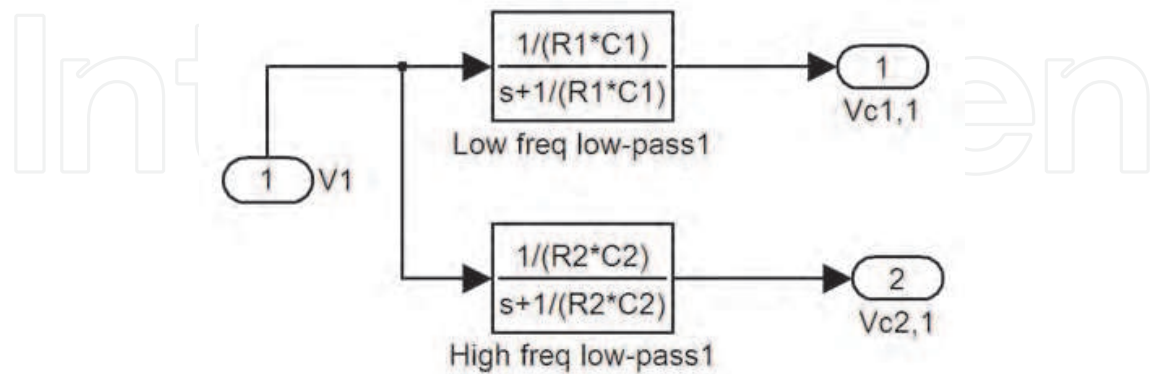 1/(R1*C1)
s+1/(R1*C1)
Low freq low-pass1
1
Vc1,1
1
V1
1/(R2*C2)
s+1/(R2*C2)
High freq low-pass1
2
Vc2,1